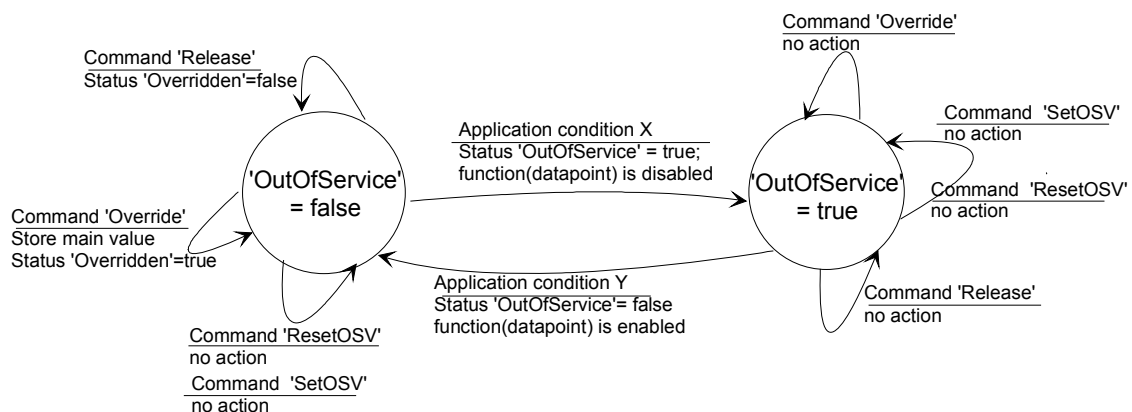 Command 'Release'
Status 'Overridden'=false
Command 'Override'
no action
Application condition X
Status 'OutOfService' = true;
function(datapoint) is disabled
Command 'SetOSV'
no action
'OutOfService'
= false
'OutOfService'
= true
Command 'ResetOSV'
no action
Command 'Override'
Store main value
Status 'Overridden'=true
Application condition Y
Status 'OutOfService'= false
function(datapoint) is enabled
Command 'Release'
no action
Command 'ResetOSV'
no action
Command 'SetOSV'
no action